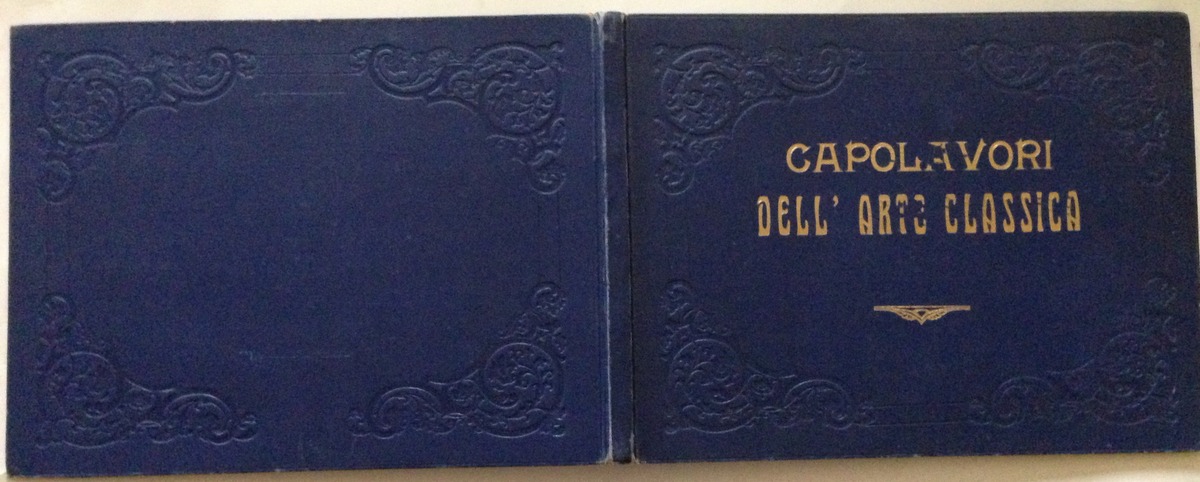 CAPOLAVORI
DELL' ARTE CLASSICA